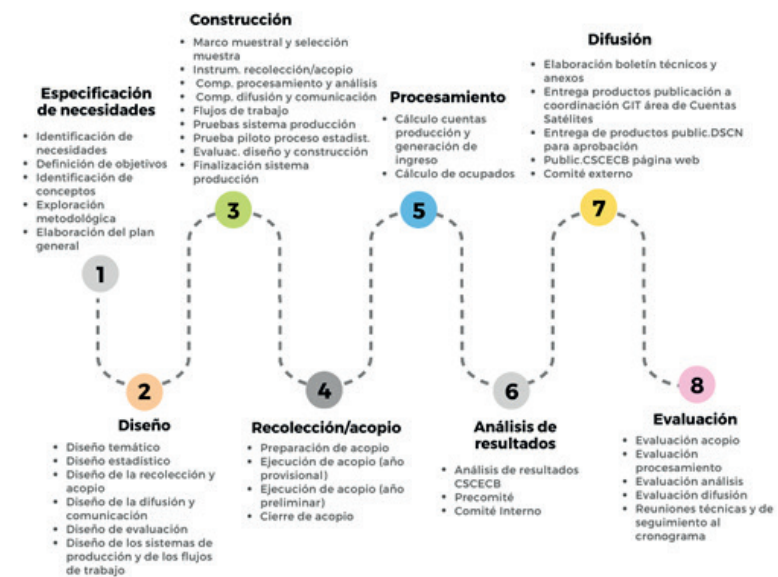 Especificación
de necesidades
• Identificación de
necesidades
• Definición de objetivos
• Identificación de
conceptos
• Exploración
metodológica
• Elaboración del plan
general
1
2
Diseño
• Diseño temático
• Diseño estadístico
• Diseño de la recolección y
acopio
• Diseño de la difusión y
comunicación
• Diseño de evaluación
• Diseño de los sistemas de
producción y de los flujos
de trabajo
Construcción
• Marco muestral y selección
muestra
• Instrum. recolección/acopio
• Comp. procesamiento y análisis
• Comp. difusión y comunicación
• Flujos de trabajo
• Pruebas sistema producción
• Prueba piloto proceso estadist.
• Evaluac. diseño y construcción
• Finalización sistema
producción
3
4
Recolección/acopio
• Preparación de acopio
• Ejecución de acopio (año
provisional)
• Ejecución de acopio (año
preliminar)
• Cierre de acopio
Procesamiento
• Cálculo cuentas
producción y
generación de
ingreso
• Cálculo de ocupados
5
6
Análisis de
resultados
• Análisis de resultados
CSCECB
• Precomité
• Comité Interno
Difusión
• Elaboración boletín técnicos y
anexos
• Entrega productos publicación a
coordinación GIT área de Cuentas
Satélites
• Entrega de productos public.DSCN
para aprobación
• Public.CSCECB página web
• Comité externo
7
8
Evaluación
• Evaluación acopio
• Evaluación
procesamiento
• Evaluación análisis
• Evaluación difusión
• Reuniones técnicas y de
seguimiento al
cronograma